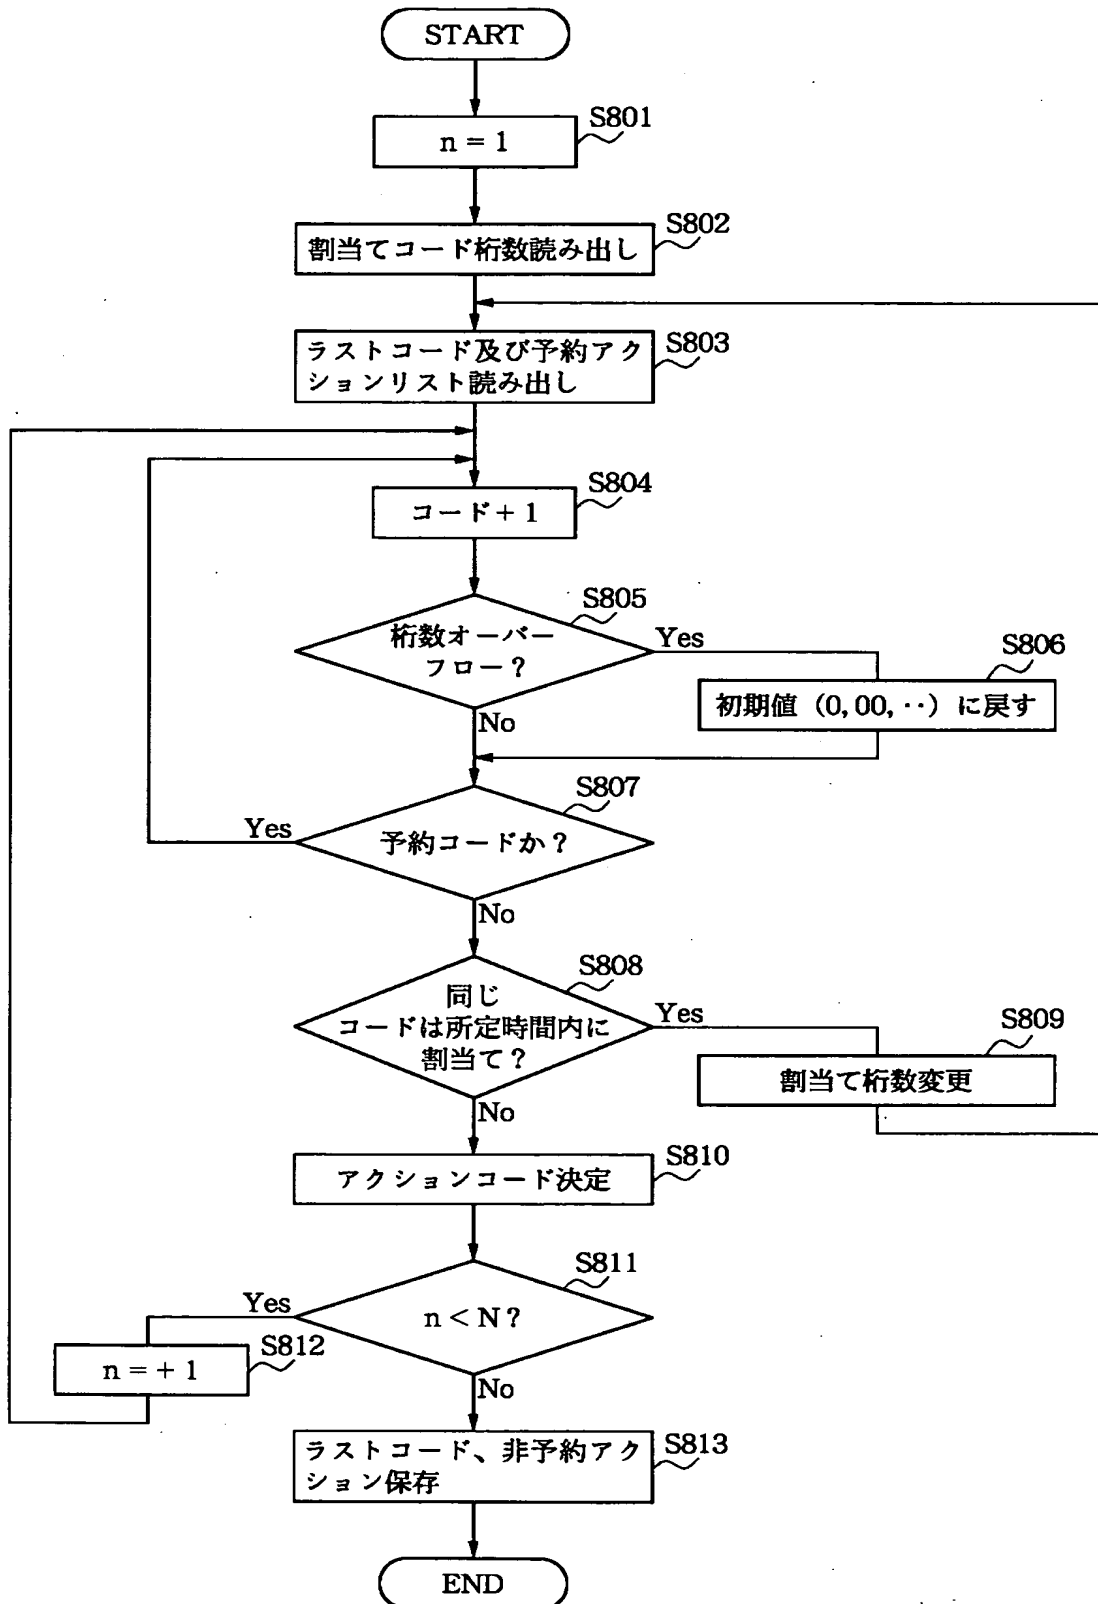 START
S801
n = 1
S802
割当てコード桁数読み出し
S803
ラストコード及び予約アク
ションリスト読み出し
S804
コード+ 1
S805
桁数オーバー
フロー?
Yes
No
S806
初期値 (0, 00, ··) に戻す
S807
予約コードか?
Yes
No
S808
同じ
コードは所定時間内に
割当て?
Yes
No
S809
割当て桁数変更
S810
アクションコード決定
S811
n < N ?
Yes
No
S812
n = + 1
S813
ラストコード、非予約アク
ション保存
END